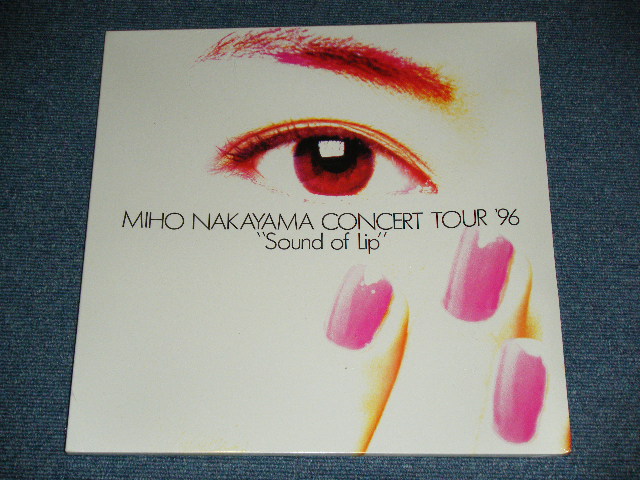 MIHO NAKAYAMA CONCERT TOUR '96
"Sound of Lip"